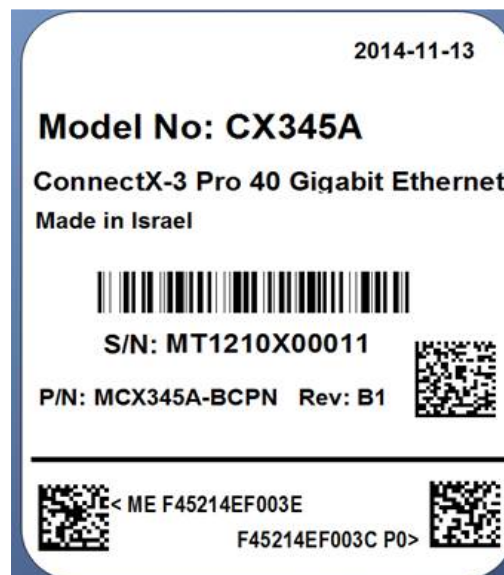 2014-11-13
Model No: CX345A
ConnectX-3 Pro 40 Gigabit Ethernet
Made in Israel
S/N: MT1210X00011
P/N: MCX345A-BCPN Rev: B1
< ME F45214EF003E
F45214EF003C P0>